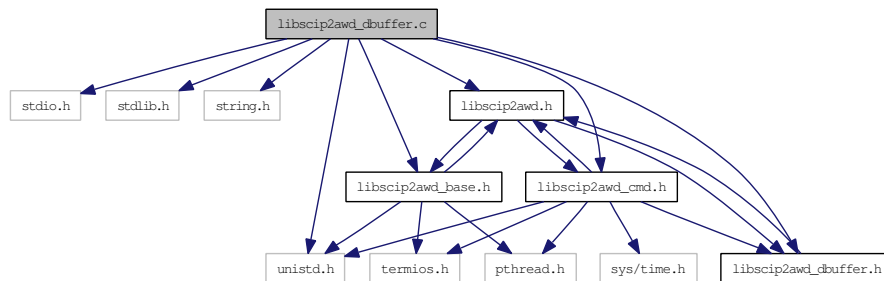 libscip2awd_dbuffer.c
stdio.h
stdlib.h
string.h
libscip2awd.h
libscip2awd_base.h
libscip2awd_cmd.h
unistd.h
termios.h
pthread.h
sys/time.h
libscip2awd_dbuffer.h